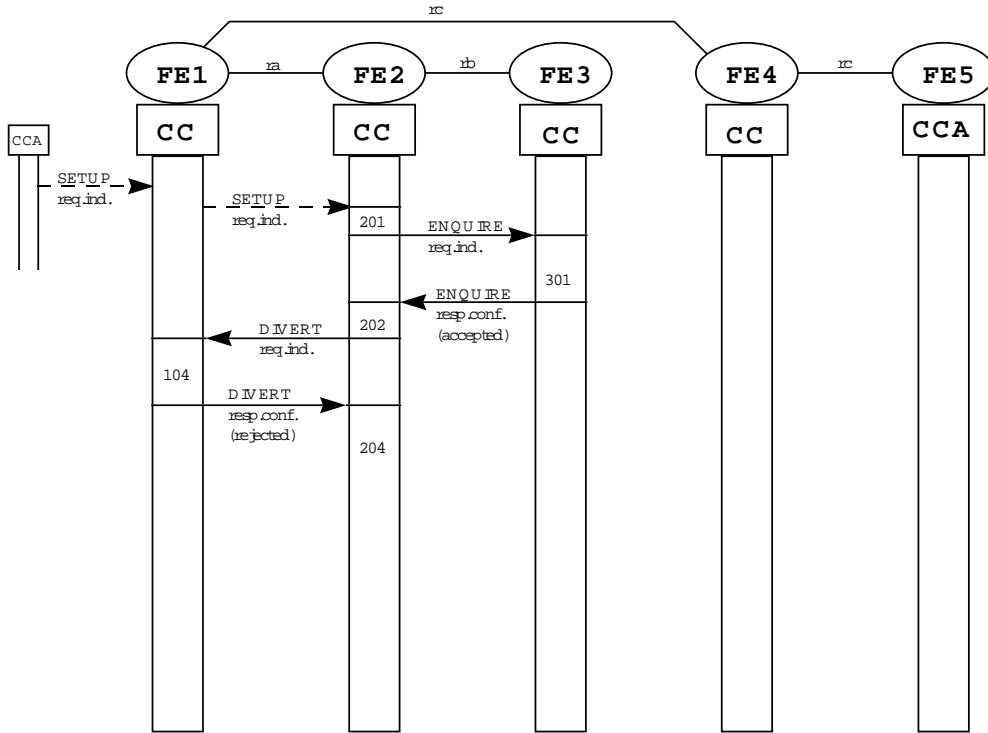 rc
FE1 ra FE2 rb FE3 FE4 rc FE5
CC CC CC CC CCA
CCA
SETUP
req.ind.
SETUP
req.ind.
201
ENQUIRE
req.ind.
301
ENQUIRE
resp.conf.
(accepted)
202
DIVERT
req.ind.
104
DIVERT
resp.conf.
(rejected)
204